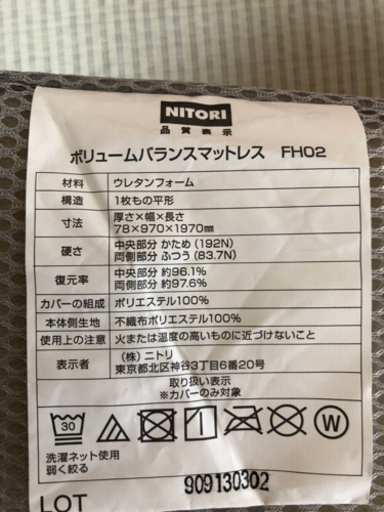 NITORI
品質表示
ボリュームバランスマットレス FH02
材料 ウレタンフォーム
構造 1枚もの平形
寸法 厚さ×幅×長さ
78×970×1970mm
硬さ 中央部分 かため (192N)
両側部分 ふつう (83.7N)
復元率 中央部分 約96.1%
両側部分 約97.6%
カバーの組成 ポリエステル100%
本体側生地 不織布ポリエステル100%
使用上の注意 火または温度の高いものに近づけないこと
表示者 (株) ニトリ
東京都北区神谷3丁目6番20号
取り扱い表示
※カバーのみ対象
30 W
洗濯ネット使用
弱く絞る
909130302
LOT